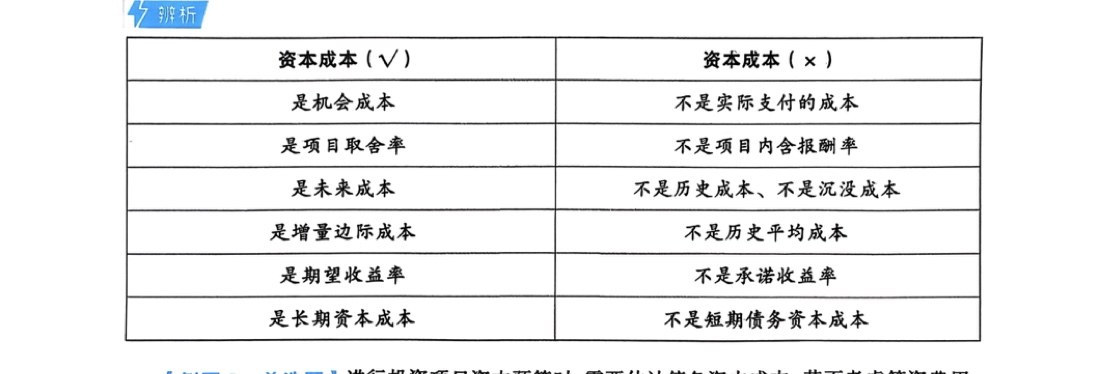 辨析
资本成本（√） 资本成本（×）
是机会成本 不是实际支付的成本
是项目取舍率 不是项目内含报酬率
是未来成本 不是历史成本、不是沉没成本
是增量边际成本 不是历史平均成本
是期望收益率 不是承诺收益率
是长期资本成本 不是短期债务资本成本